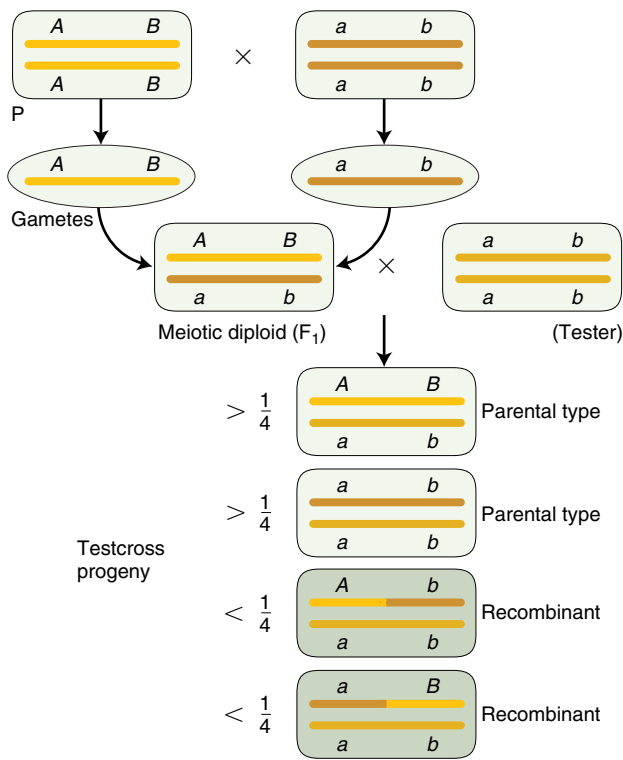 A B a b
×
A B a b
P
A B a b
Gametes
A B a b
×
a b a b
Meiotic diploid (F₁) (Tester)
A B
> 1/4 Parental type
a b
a b
> 1/4 Parental type
a b
Testcross
progeny
A b
< 1/4 Recombinant
a b
a B
< 1/4 Recombinant
a b